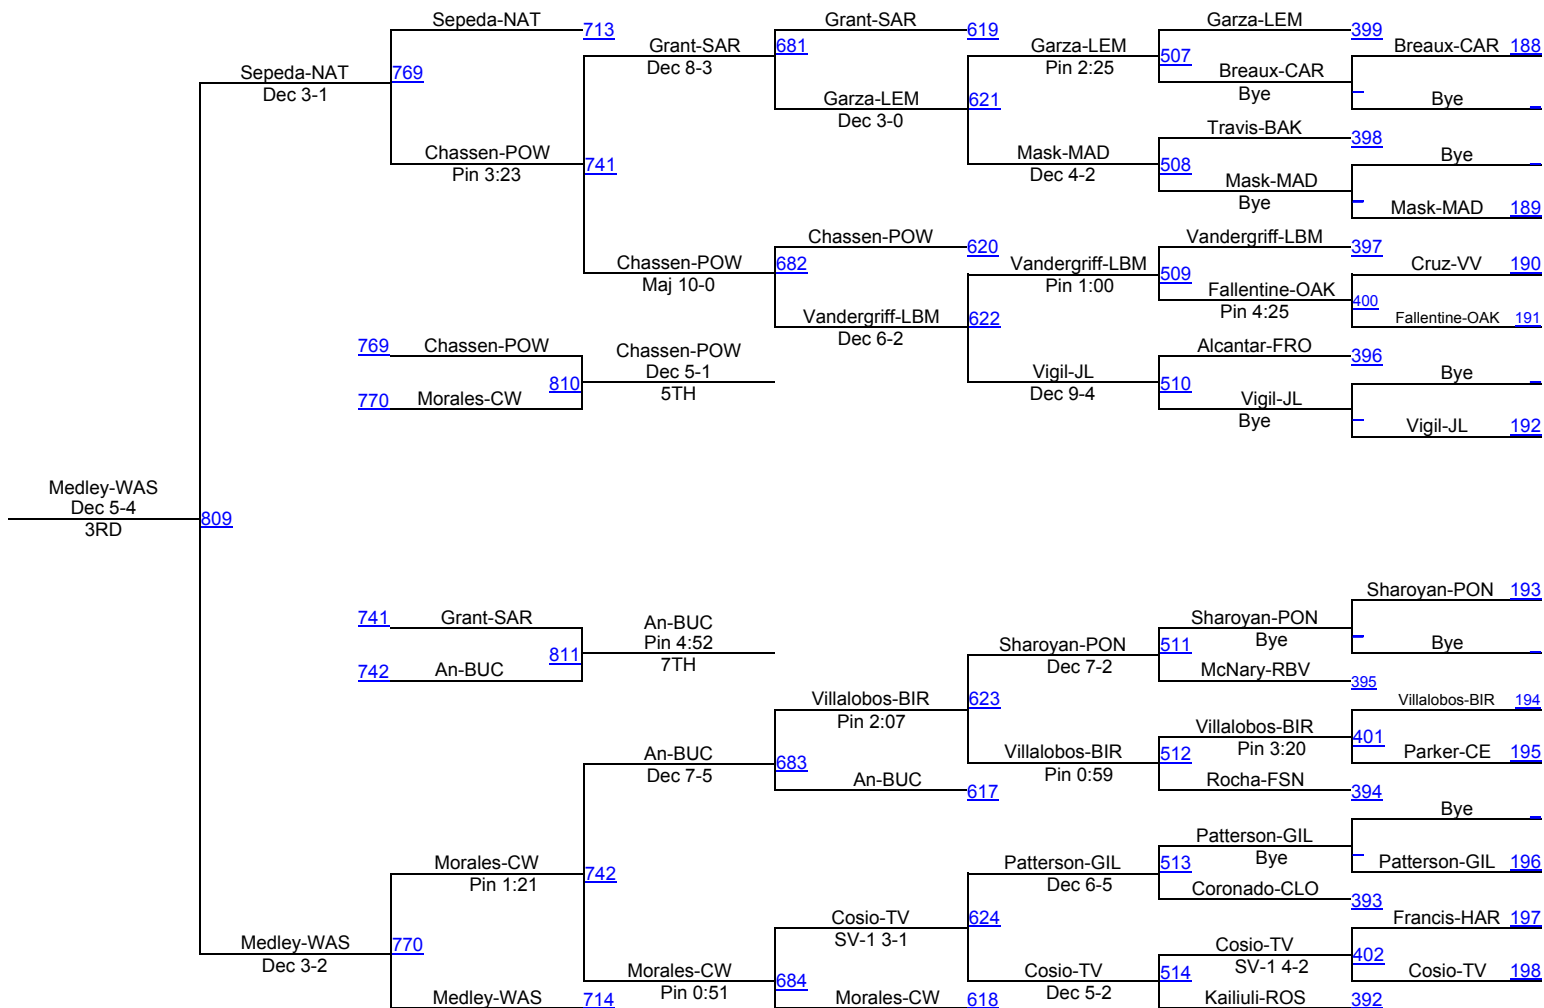 Sepeda-NAT 713 Grant-SAR 619 Garza-LEM 399
Grant-SAR 681 Garza-LEM Breaux-CAR 188
Sepeda-NAT 769 Dec 8-3 Pin 2:25 507 Breaux-CAR
Dec 3-1 Garza-LEM 621 Bye _ Bye _
Dec 3-0 Travis-BAK 398
Chassen-POW Mask-MAD Bye _
Pin 3:23 741 Dec 4-2 508 Mask-MAD
Bye _ Mask-MAD 189
Chassen-POW 620 Vandergriff-LBM 397
Chassen-POW 682 Vandergriff-LBM Cruz-VV 190
Maj 10-0 Pin 1:00 509 Fallentine-OAK
Vandergriff-LBM 622 Pin 4:25 400 Fallentine-OAK 191
769 Chassen-POW Chassen-POW Dec 6-2 Alcantar-FRO 396
Dec 5-1 Vigil-JL Bye _
810 5TH Dec 9-4 510 Vigil-JL
770 Morales-CW Bye _ Vigil-JL 192
Medley-WAS
Dec 5-4
3RD 809
Sharoyan-PON 193
741 Grant-SAR An-BUC Sharoyan-PON
Pin 4:52 Sharoyan-PON 511 Bye _ Bye _
811 7TH Dec 7-2
742 An-BUC McNary-RBV 395
Villalobos-BIR 623 Villalobos-BIR 194
Pin 2:07 Villalobos-BIR
An-BUC Villalobos-BIR 512 Pin 3:20 401 Parker-CE 195
Dec 7-5 683 Pin 0:59
An-BUC 617 Rocha-FSN 394
Bye _
Patterson-GIL
Morales-CW Patterson-GIL 513 Bye _ Patterson-GIL 196
Pin 1:21 742 Dec 6-5
Coronado-CLO 393
Cosio-TV 624 Francis-HAR 197
Medley-WAS 770 SV-1 3-1 Cosio-TV
Dec 3-2 Morales-CW Cosio-TV SV-1 4-2 402 Cosio-TV 198
Pin 0:51 684 Dec 5-2 514
Medley-WAS 714 Morales-CW 618 Kailiuli-ROS 392